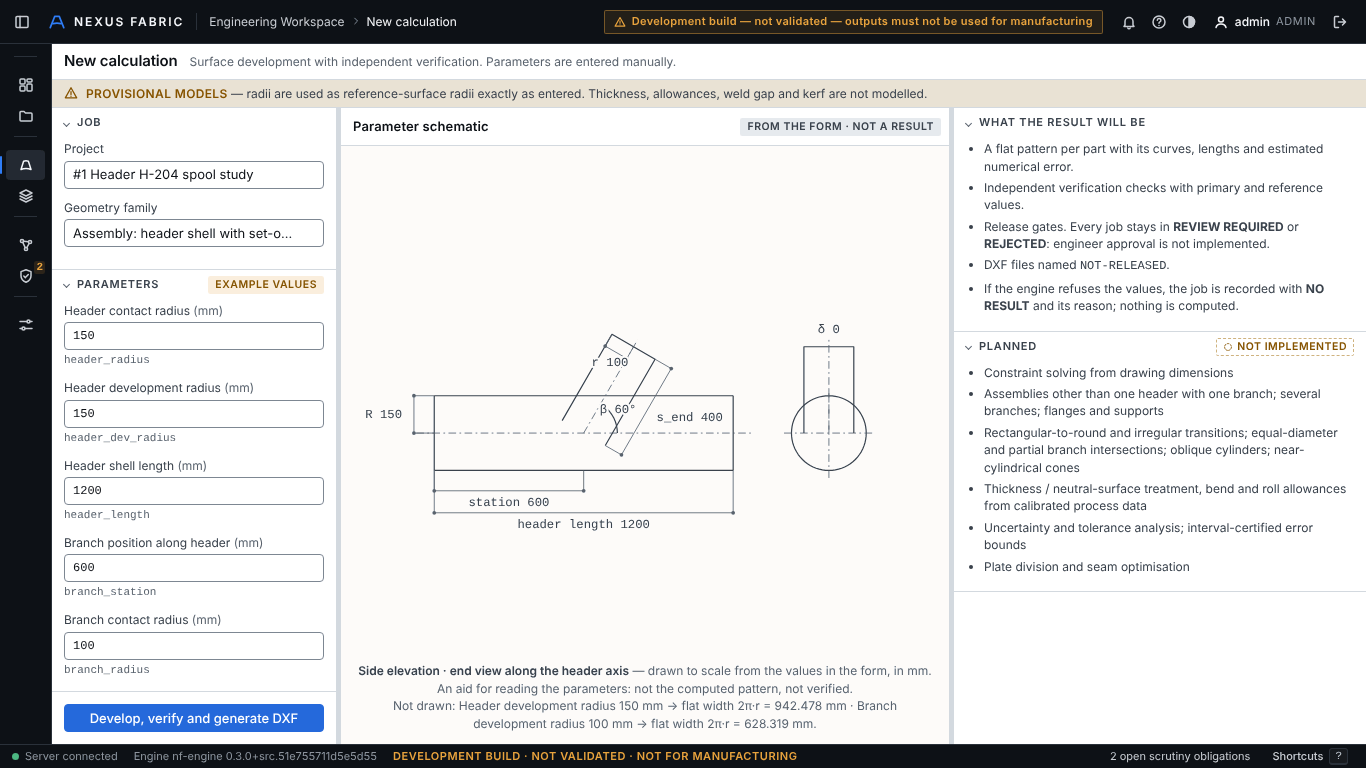 NEXUS FABRIC
Engineering Workspace > New calculation
Development build — not validated — outputs must not be used for manufacturing
admin ADMIN
New calculation
Surface development with independent verification. Parameters are entered manually.
PROVISIONAL MODELS — radii are used as reference-surface radii exactly as entered. Thickness, allowances, weld gap and kerf are not modelled.
2
JOB
Project
#1 Header H-204 spool study
Geometry family
Assembly: header shell with set-o...
PARAMETERS
EXAMPLE VALUES
Header contact radius (mm)
150
header_radius
Header development radius (mm)
150
header_dev_radius
Header shell length (mm)
1200
header_length
Branch position along header (mm)
600
branch_station
Branch contact radius (mm)
100
branch_radius
Develop, verify and generate DXF
Parameter schematic
FROM THE FORM · NOT A RESULT
δ 0
r 100
R 150
β 60°
s_end 400
station 600
header length 1200
Side elevation · end view along the header axis — drawn to scale from the values in the form, in mm.
An aid for reading the parameters: not the computed pattern, not verified.
Not drawn: Header development radius 150 mm → flat width 2π·r = 942.478 mm · Branch
development radius 100 mm → flat width 2π·r = 628.319 mm.
WHAT THE RESULT WILL BE
A flat pattern per part with its curves, lengths and estimated
numerical error.
Independent verification checks with primary and reference
values.
Release gates. Every job stays in REVIEW REQUIRED or
REJECTED: engineer approval is not implemented.
DXF files named NOT-RELEASED.
If the engine refuses the values, the job is recorded with NO
RESULT and its reason; nothing is computed.
PLANNED
NOT IMPLEMENTED
Constraint solving from drawing dimensions
Assemblies other than one header with one branch; several
branches; flanges and supports
Rectangular-to-round and irregular transitions; equal-diameter
and partial branch intersections; oblique cylinders; near-
cylindrical cones
Thickness / neutral-surface treatment, bend and roll allowances
from calibrated process data
Uncertainty and tolerance analysis; interval-certified error
bounds
Plate division and seam optimisation
Server connected
Engine nf-engine 0.3.0+src.51e755711d5e5d55
DEVELOPMENT BUILD · NOT VALIDATED · NOT FOR MANUFACTURING
2 open scrutiny obligations
Shortcuts ?